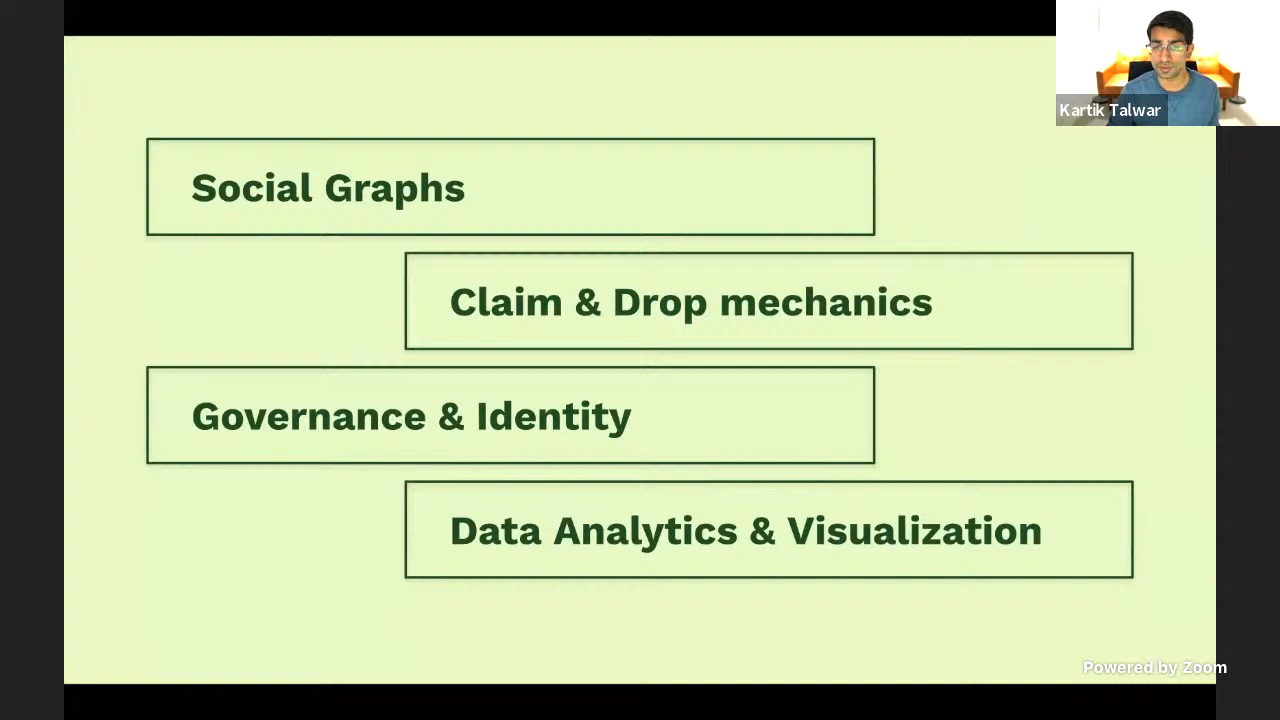 Kartik Talwar
Social Graphs
Claim & Drop mechanics
Governance & Identity
Data Analytics & Visualization
Powered by Zoom